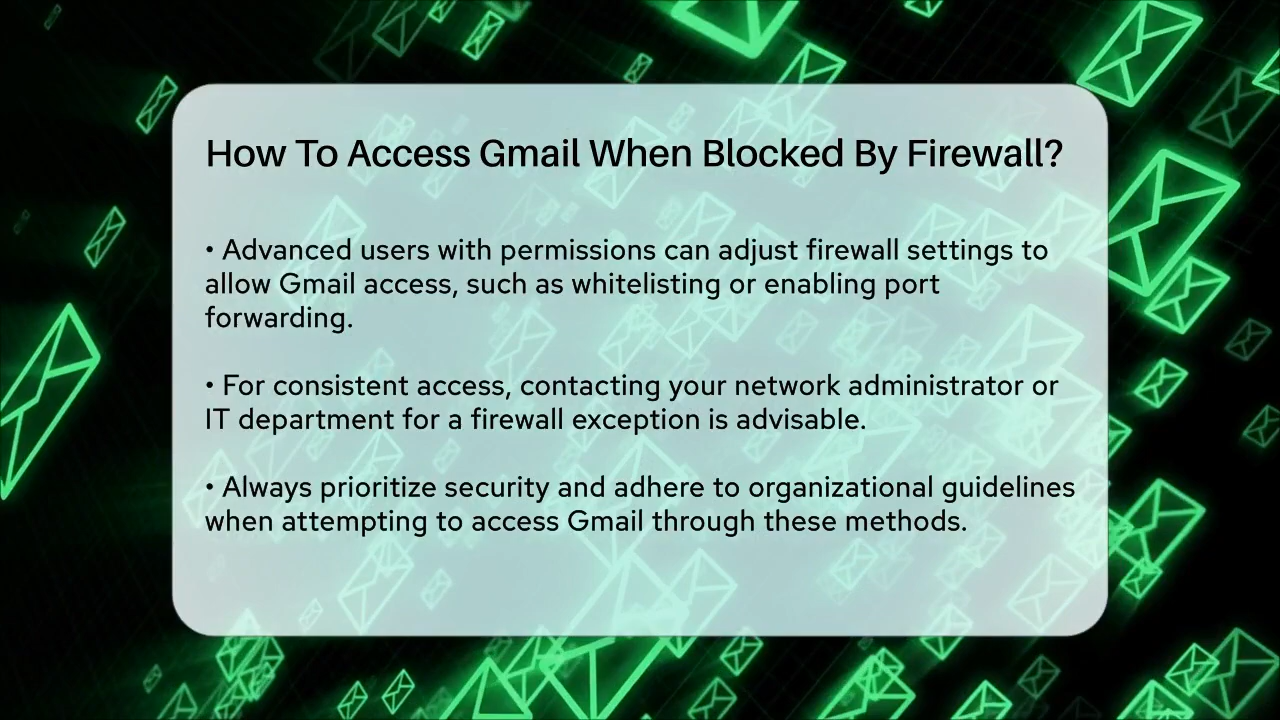 How To Access Gmail When Blocked By Firewall?
• Advanced users with permissions can adjust firewall settings to
allow Gmail access, such as whitelisting or enabling port
forwarding.
• For consistent access, contacting your network administrator or
IT department for a firewall exception is advisable.
• Always prioritize security and adhere to organizational guidelines
when attempting to access Gmail through these methods.